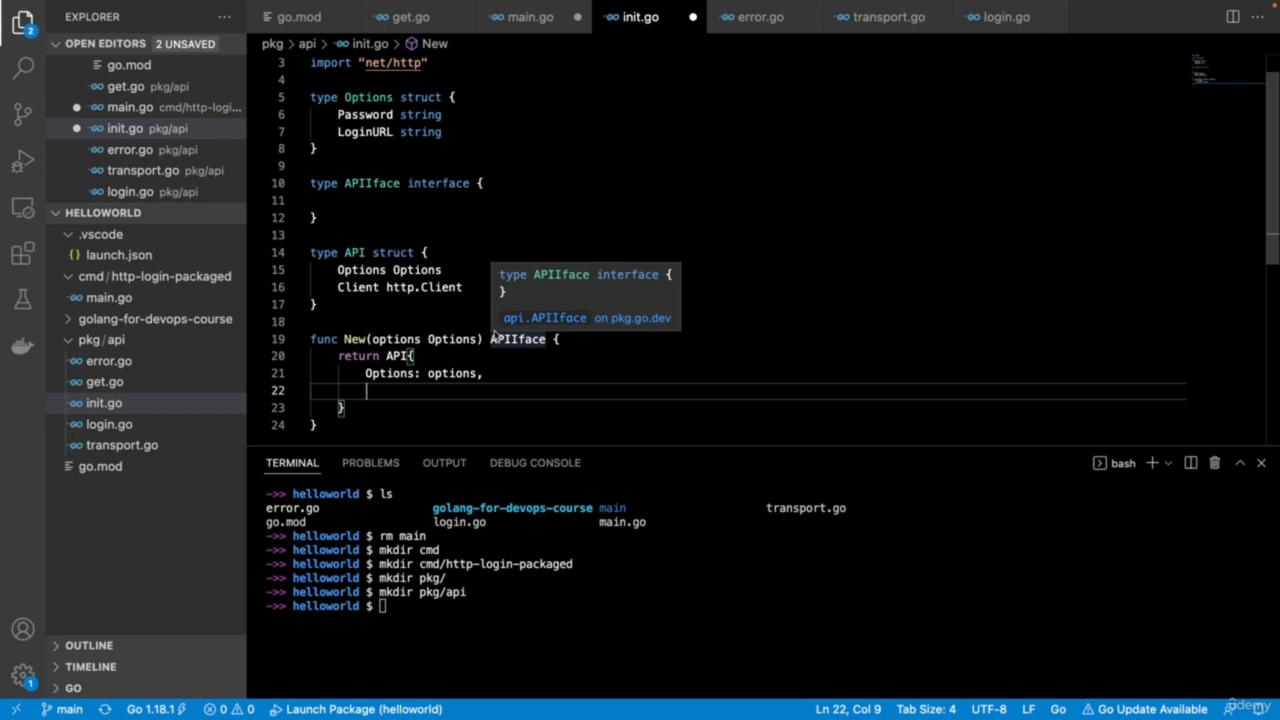 EXPLORER ···
go.mod get.go main.go init.go error.go transport.go login.go
OPEN EDITORS 2 UNSAVED
go.mod
get.go pkg/api
main.go cmd/http-logi...
init.go pkg/api
error.go pkg/api
transport.go pkg/api
login.go pkg/api
HELLOWORLD
.vscode
{} launch.json
cmd/http-login-packaged
main.go
golang-for-devops-course
pkg/api
error.go
get.go
init.go
login.go
transport.go
go.mod
OUTLINE
TIMELINE
GO
2
1
pkg > api > init.go > New
3 import "net/http"
4
5 type Options struct {
6 Password string
7 LoginURL string
8 }
9
10 type APIIface interface {
11
12 }
13
14 type API struct {
15 Options Options
16 Client http.Client
17 }
18
19 func New(options Options) APIIface {
20 return API{
21 Options: options,
22
23 }
24 }
type APIIface interface {
}
api.APIIface on pkg.go.dev
TERMINAL PROBLEMS OUTPUT DEBUG CONSOLE
bash
->> helloworld $ ls
error.go golang-for-devops-course main transport.go
go.mod login.go main.go
->> helloworld $ rm main
->> helloworld $ mkdir cmd
->> helloworld $ mkdir cmd/http-login-packaged
->> helloworld $ mkdir pkg/
->> helloworld $ mkdir pkg/api
->> helloworld $
main Go 1.18.1 0 0 Launch Package (helloworld) Ln 22, Col 9 Tab Size: 4 UTF-8 LF Go Go Update Available
udemy